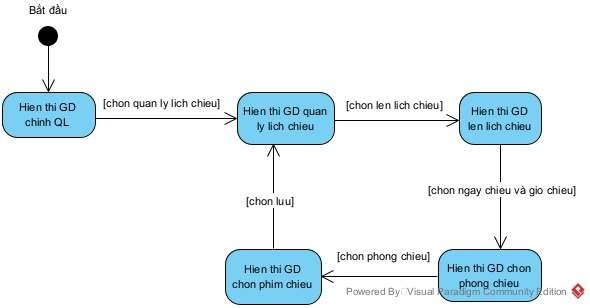 Bắt đầu
Hien thi GD
chinh QL
[chon quan ly lich chieu]
Hien thi GD quan
ly lich chieu
[chon len lich chieu]
Hien thi GD
len lich chieu
[chon ngay chieu và gio chieu]
Hien thi GD chon
phong chieu
[chon phong chieu]
Hien thi GD
chon phim chieu
[chon luu]
Powered By Visual Paradigm Community Edition